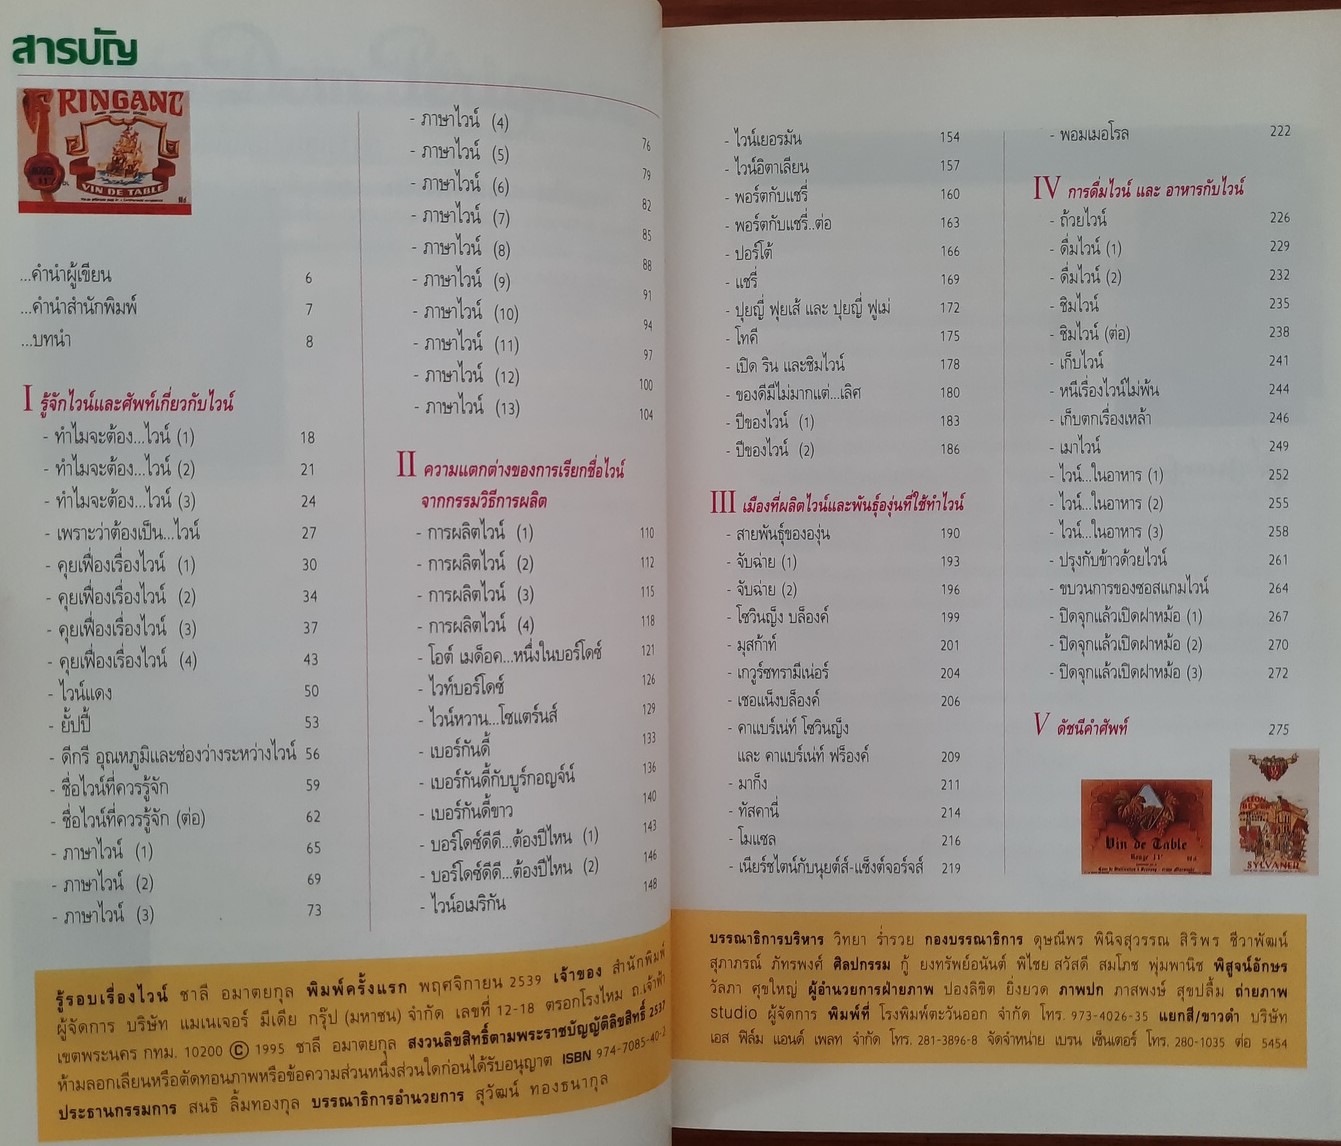 สารบัญ
RINGANT
VIN DE TABLE
...คำนำผู้เขียน 6
...คำนำสำนักพิมพ์ 7
...บทนำ 8
I รู้จักไวน์และศัพท์เกี่ยวกับไวน์
- ทำไมจะต้อง...ไวน์ (1) 18
- ทำไมจะต้อง...ไวน์ (2) 21
- ทำไมจะต้อง...ไวน์ (3) 24
- เพราะว่าต้องเป็น...ไวน์ 27
- คุยเฟื่องเรื่องไวน์ (1) 30
- คุยเฟื่องเรื่องไวน์ (2) 34
- คุยเฟื่องเรื่องไวน์ (3) 37
- คุยเฟื่องเรื่องไวน์ (4) 43
- ไวน์แดง 50
- ยั้ปปี้ 53
- ดีกรี อุณหภูมิและช่องว่างระหว่างไวน์ 56
- ชื่อไวน์ที่ควรรู้จัก 59
- ชื่อไวน์ที่ควรรู้จัก (ต่อ) 62
- ภาษาไวน์ (1) 65
- ภาษาไวน์ (2) 69
- ภาษาไวน์ (3) 73
- ภาษาไวน์ (4) 76
- ภาษาไวน์ (5) 79
- ภาษาไวน์ (6) 82
- ภาษาไวน์ (7) 85
- ภาษาไวน์ (8) 88
- ภาษาไวน์ (9) 91
- ภาษาไวน์ (10) 94
- ภาษาไวน์ (11) 97
- ภาษาไวน์ (12) 100
- ภาษาไวน์ (13) 104
II ความแตกต่างของการเรียกชื่อไวน์
จากกรรมวิธีการผลิต
- การผลิตไวน์ (1) 110
- การผลิตไวน์ (2) 112
- การผลิตไวน์ (3) 115
- การผลิตไวน์ (4) 118
- โอต์ เมด็อค...หนึ่งในบอร์โดซ์ 121
- ไวท์บอร์โดซ์ 126
- ไวน์หวาน...โซแตร์นส์ 129
- เบอร์กันดี้ 133
- เบอร์กันดี้กับบูร์กอญจ์น์ 136
- เบอร์กันดี้ขาว 140
- บอร์โดซ์ดีดี...ต้องปีไหน (1) 143
- บอร์โดซ์ดีดี...ต้องปีไหน (2) 146
- ไวน์อเมริกัน 148
- ไวน์เยอรมัน 154
- ไวน์อิตาเลียน 157
- พอร์ตกับแชรี่ 160
- พอร์ตกับแชรี่..ต่อ 163
- ปอร์โต้ 166
- แชรี่ 169
- ปุยญี่ ฟุยเส้ และ ปุยญี่ ฟูเม่ 172
- โทคี 175
- เปิด ริน และชิมไวน์ 178
- ของดีมีไม่มากแต่...เลิศ 180
- ปีของไวน์ (1) 183
- ปีของไวน์ (2) 186
III เมืองที่ผลิตไวน์และพันธุ์องุ่นที่ใช้ทำไวน์
- สายพันธุ์ขององุ่น 190
- จับฉ่าย (1) 193
- จับฉ่าย (2) 196
- โซวินญ็ง บล็องค์ 199
- มุสก้าท์ 201
- เกวูร์ซทรามีเน่อร์ 204
- เชอแน็งบล็องค์ 206
- คาแบร์เน่ท์ โซวินญ็ง
และ คาแบร์เน่ท์ ฟร็องค์ 209
- มาก็ง 211
- ทัสคานี่ 214
- โมแซล 216
- เนียร์ชไตน์กับนุยต์ส์-แซ็งต์จอร์จส์ 219
- พอมเมอโรล 222
IV การดื่มไวน์ และ อาหารกับไวน์
- ถ้วยไวน์ 226
- ดื่มไวน์ (1) 229
- ดื่มไวน์ (2) 232
- ชิมไวน์ 235
- ชิมไวน์ (ต่อ) 238
- เก็บไวน์ 241
- หนีเรื่องไวน์ไม่พ้น 244
- เก็บตกเรื่องเหล้า 246
- เมาไวน์ 249
- ไวน์...ในอาหาร (1) 252
- ไวน์...ในอาหาร (2) 255
- ไวน์...ในอาหาร (3) 258
- ปรุงกับข้าวด้วยไวน์ 261
- ขบวนการของซอสแกมไวน์ 264
- ปิดจุกแล้วเปิดฝาหม้อ (1) 267
- ปิดจุกแล้วเปิดฝาหม้อ (2) 270
- ปิดจุกแล้วเปิดฝาหม้อ (3) 272
V ดัชนีคำศัพท์ 275
Vin de Table
Rouge 11°
SYLVANER
รู้รอบเรื่องไวน์ ชาลี อมาตยกุล พิมพ์ครั้งแรก พฤศจิกายน 2539 เจ้าของ สำนักพิมพ์
ผู้จัดการ บริษัท แมเนเจอร์ มีเดีย กรุ๊ป (มหาชน) จำกัด เลขที่ 12-18 ตรอกโรงไหม ถ.เจ้าฟ้า
เขตพระนคร กทม. 10200 © 1995 ชาลี อมาตยกุล สงวนลิขสิทธิ์ตามพระราชบัญญัติลิขสิทธิ์ 2537
ห้ามลอกเลียนหรือตัดทอนภาพหรือข้อความส่วนหนึ่งส่วนใดก่อนได้รับอนุญาต ISBN 974-7085-40-2
ประธานกรรมการ สนธิ ลิ้มทองกุล บรรณาธิการอำนวยการ สุวัฒน์ ทองธนากุล
บรรณาธิการบริหาร วิทยา ร่ำรวย กองบรรณาธิการ ดุษณีพร พินิจสุวรรณ สิริพร ชีวาพัฒน์
สุภาภรณ์ ภัทรพงศ์ ศิลปกรรม กู้ ยงทรัพย์อนันต์ พิไชย สวัสดี สมโภช พุ่มพานิช พิสูจน์อักษร
วัลภา ศุขใหญ่ ผู้อำนวยการฝ่ายภาพ ปองลิขิต ยิ่งยวด ภาพปก ภาสพงษ์ สุขปลื้ม ถ่ายภาพ
studio ผู้จัดการ พิมพ์ที่ โรงพิมพ์ตะวันออก จำกัด โทร. 973-4026-35 แยกสี/ขาวดำ บริษัท
เอส ฟิล์ม แอนด์ เพลท จำกัด โทร. 281-3896-8 จัดจำหน่าย เบรน เซ็นเตอร์ โทร. 280-1035 ต่อ 5454